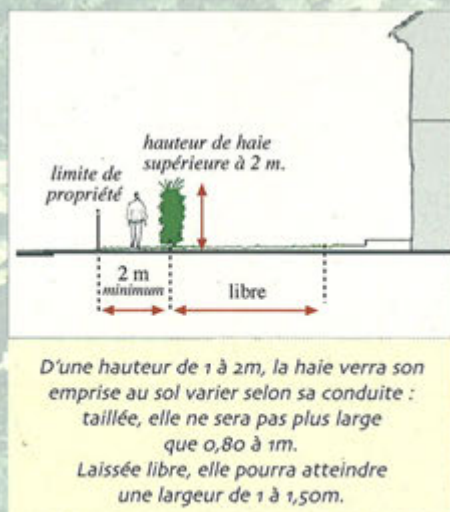 hauteur de haie
supérieure à 2 m.
limite de
propriété
2 m
minimum
libre
D'une hauteur de 1 à 2m, la haie verra son
emprise au sol varier selon sa conduite :
taillée, elle ne sera pas plus large
que 0,80 à 1m.
Laissée libre, elle pourra atteindre
une largeur de 1 à 1,50m.